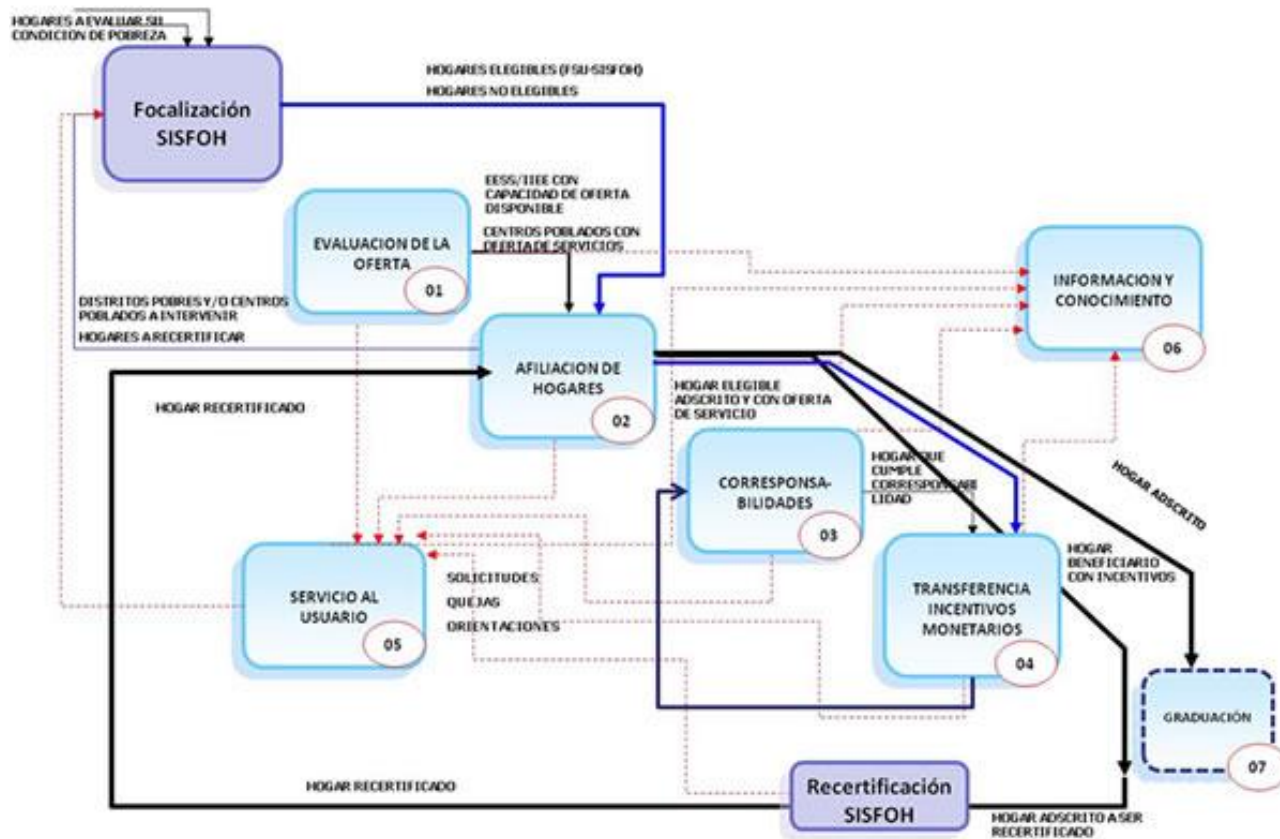 HOGARES A EVALUAR SU
CONDICION DE POBREZA
Focalización
SISFOH
HOGARES ELEGIBLES (FSU-SISFOH)
HOGARES NO ELEGIBLES
EVALUACION DE LA
OFERTA
01
EESS/IIEE CON
CAPACIDAD DE OFERTA
DISPONIBLE
CENTROS POBLADOS CON
OFERTA DE SERVICIOS
INFORMACION Y
CONOCIMIENTO
06
DISTRITOS POBRES Y/O CENTROS
POBLADOS A INTERVENIR
HOGARES A RECERTIFICAR
AFILIACION DE
HOGARES
02
HOGAR RECERTIFICADO
HOGAR ELEGIBLE
ADSCRITO Y CON OFERTA
DE SERVICIO
CORRESPONSA-
BILIDADES
03
HOGAR QUE
CUMPLE
CORRESPONSABI
LIDAD
HOGAR ADSCRITO
SERVICIO AL
USUARIO
05
SOLICITUDES
QUEJAS
ORIENTACIONES
TRANSFERENCIA
INCENTIVOS
MONETARIOS
04
HOGAR
BENEFICIARIO
CON INCENTIVOS
GRADUACIÓN
07
HOGAR RECERTIFICADO
Recertificación
SISFOH
HOGAR ADSCRITO A SER
RECERTIFICADO